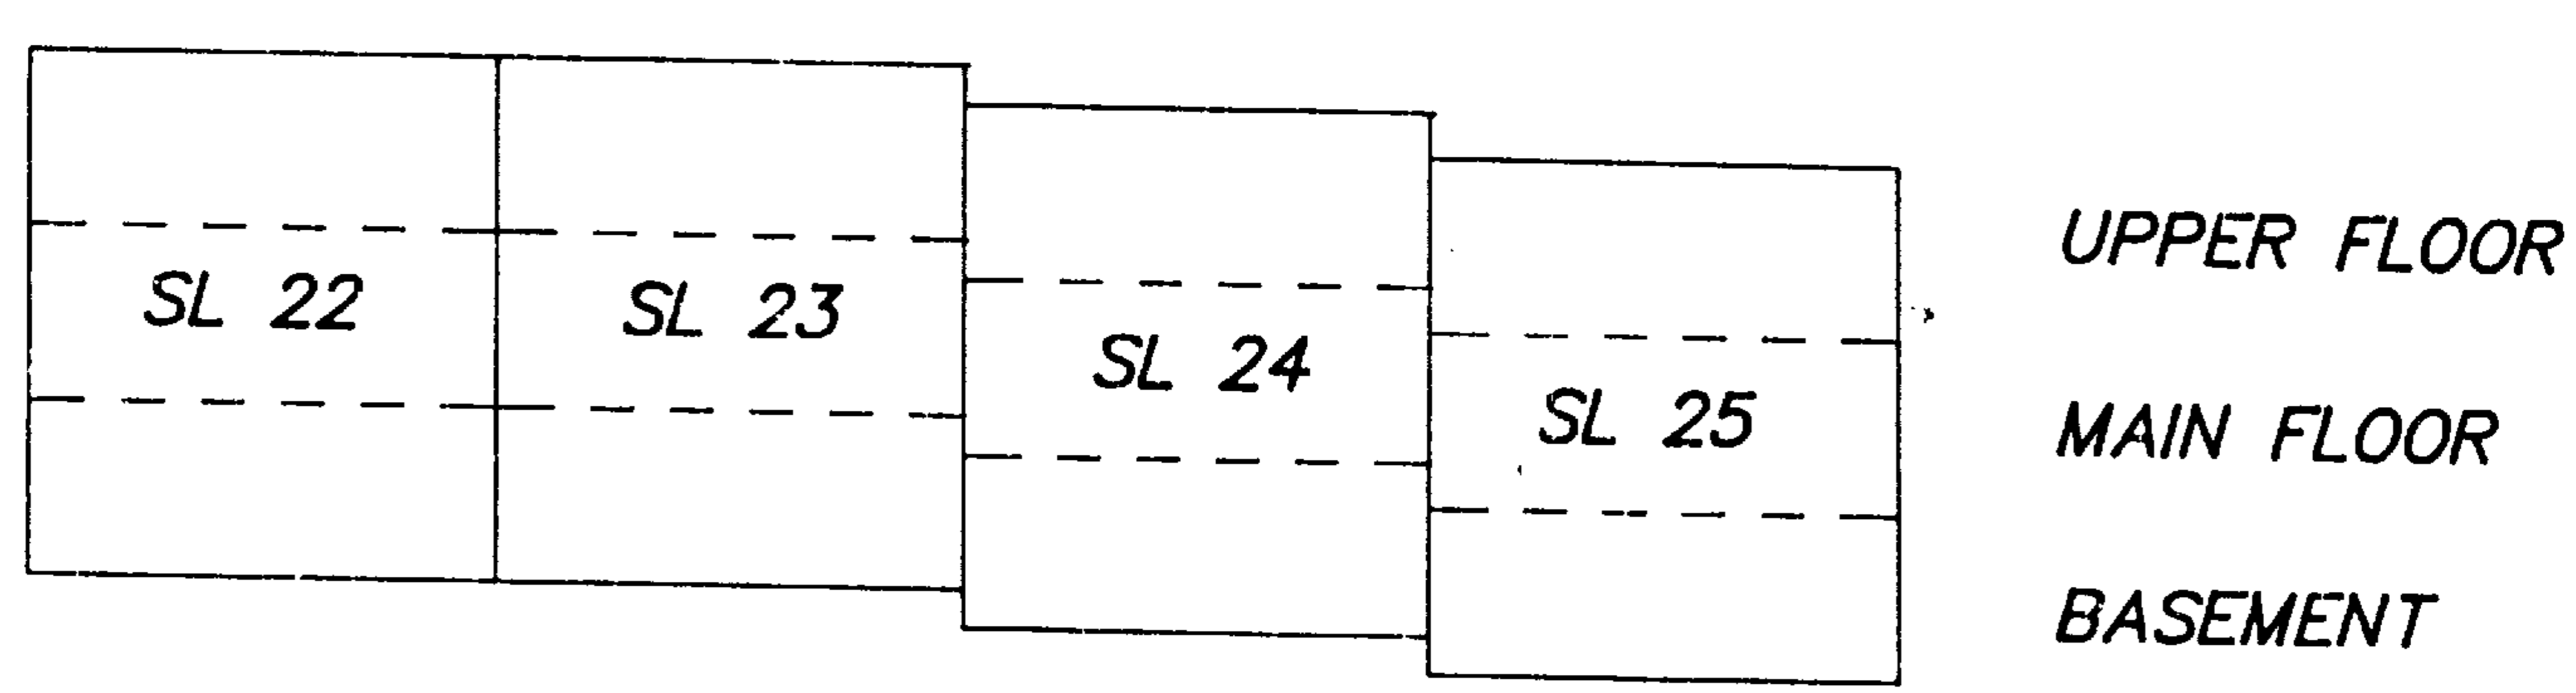 SL 22
SL 23
SL 24
SL 25
UPPER FLOOR
MAIN FLOOR
BASEMENT